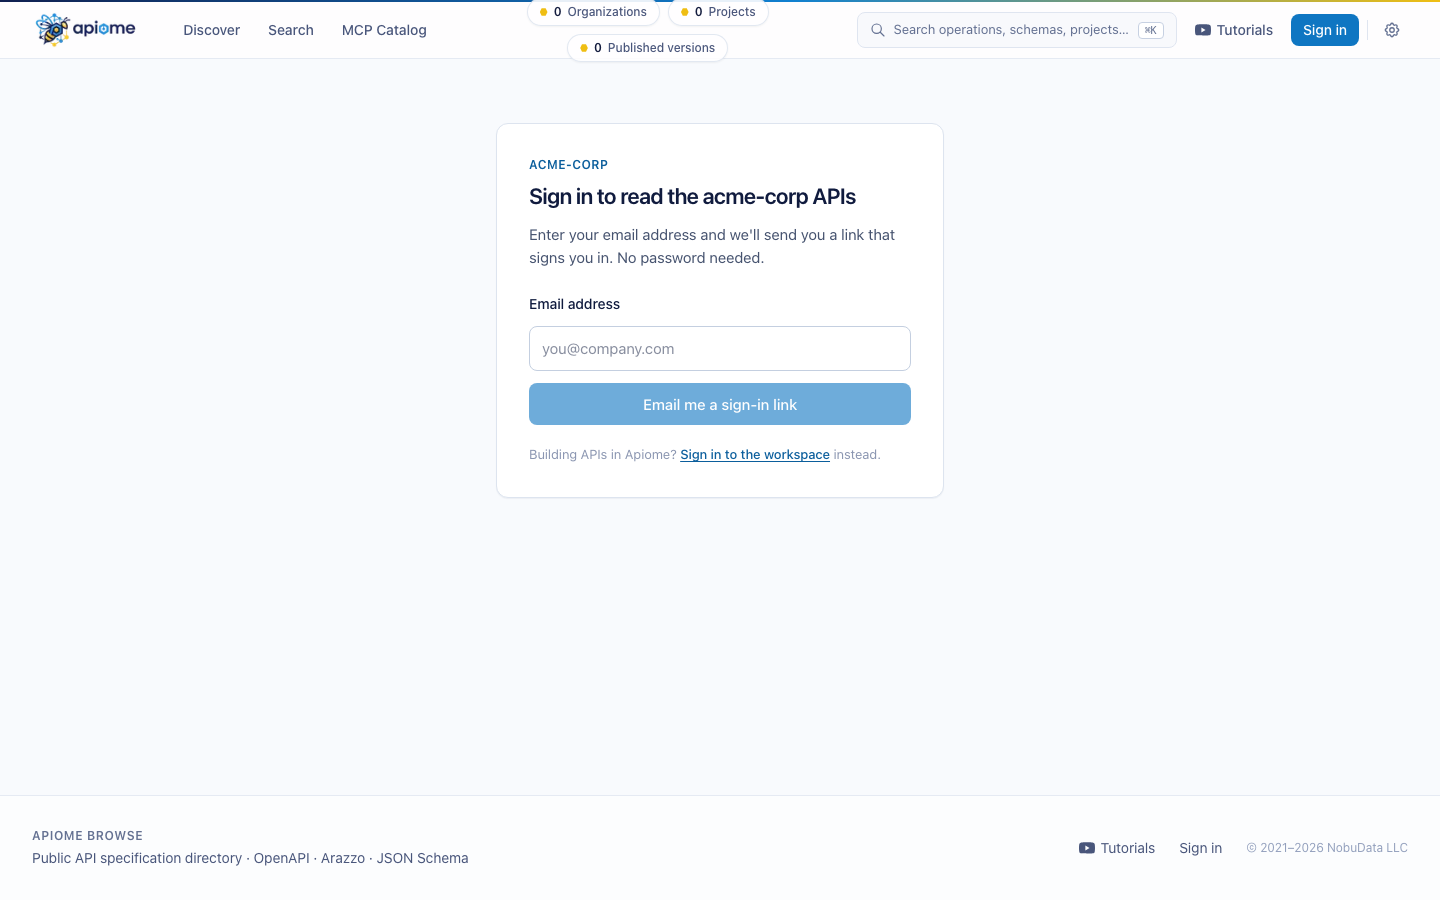 apiome
Discover
Search
MCP Catalog
0 Organizations
0 Projects
0 Published versions
Search operations, schemas, projects...
⌘K
Tutorials
Sign in
ACME-CORP
Sign in to read the acme-corp APIs
Enter your email address and we'll send you a link that
signs you in. No password needed.
Email address
you@company.com
Email me a sign-in link
Building APIs in Apiome? Sign in to the workspace instead.
APIOME BROWSE
Public API specification directory · OpenAPI · Arazzo · JSON Schema
Tutorials
Sign in
© 2021–2026 NobuData LLC